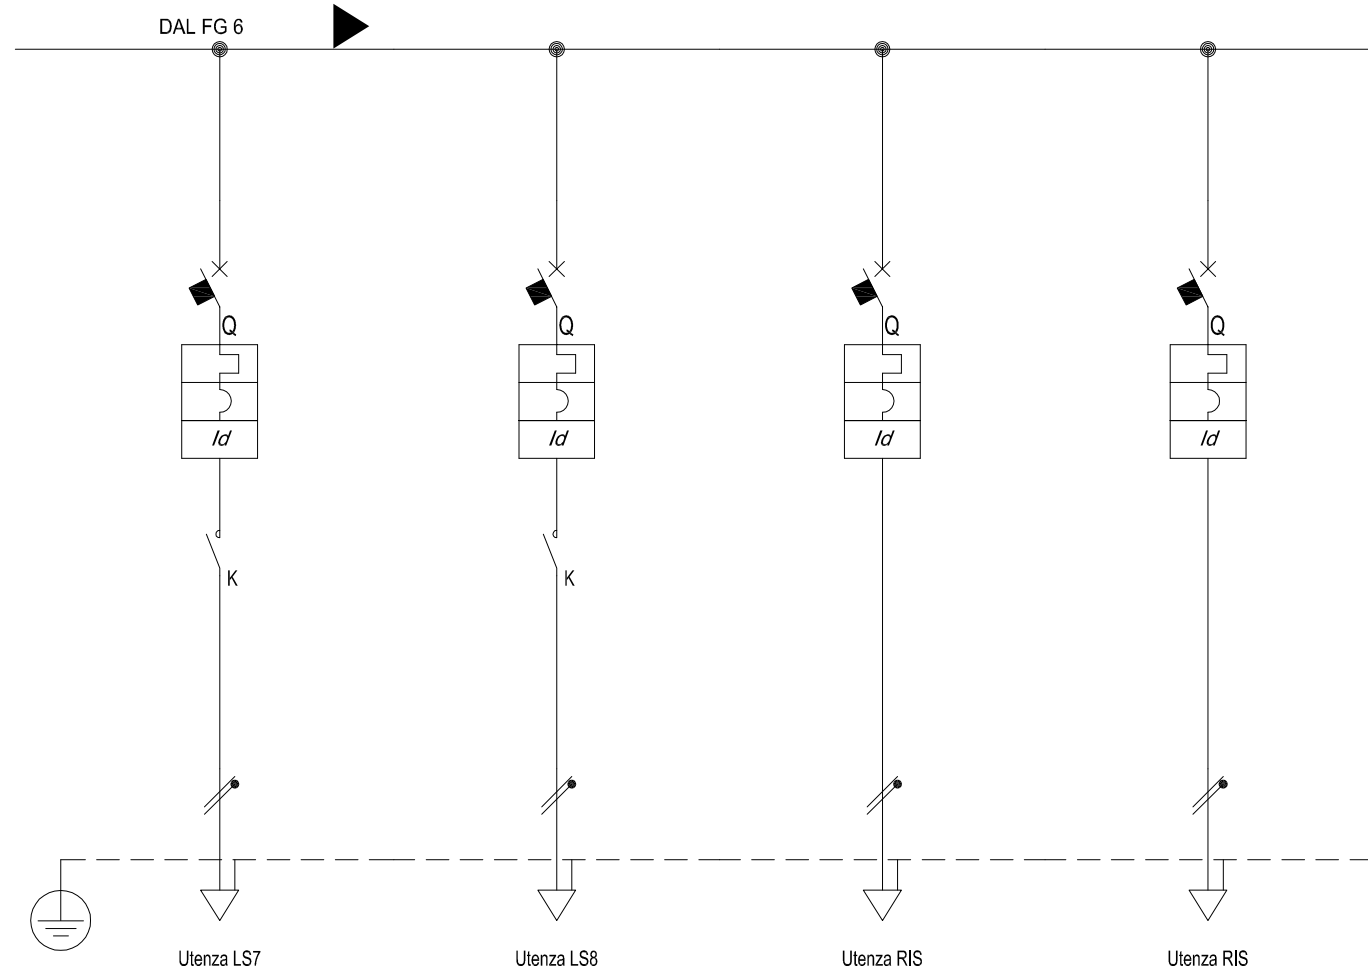 DAL FG 6
Q Q Q Q
Id Id Id Id
K K
Utenza LS7 Utenza LS8 Utenza RIS Utenza RIS